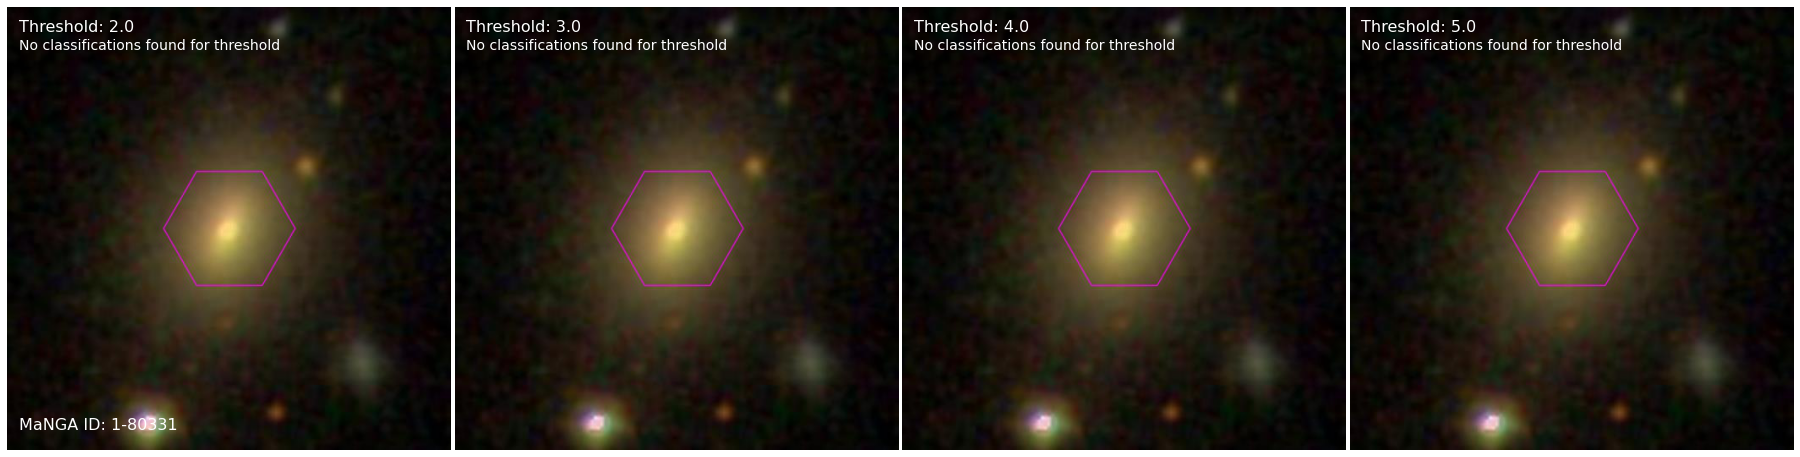 Threshold: 2.0
No classifications found for threshold
MaNGA ID: 1-80331
Threshold: 3.0
No classifications found for threshold
Threshold: 4.0
No classifications found for threshold
Threshold: 5.0
No classifications found for threshold